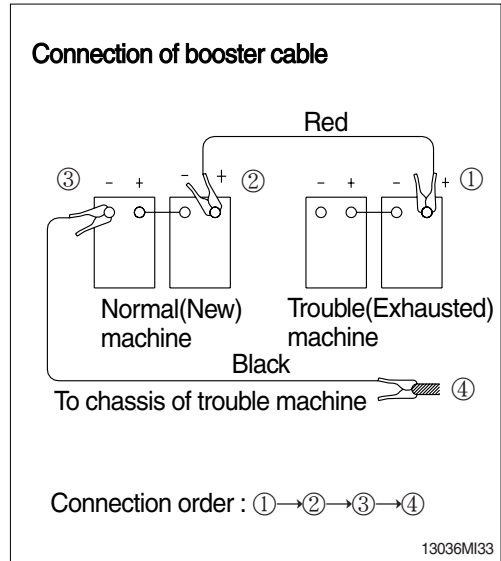 Connection of booster cable
Red
③ - + - + ② - + - + ①
Normal(New) machine
Trouble(Exhausted) machine
Black
To chassis of trouble machine ④
Connection order : ①→②→③→④
13036MI33